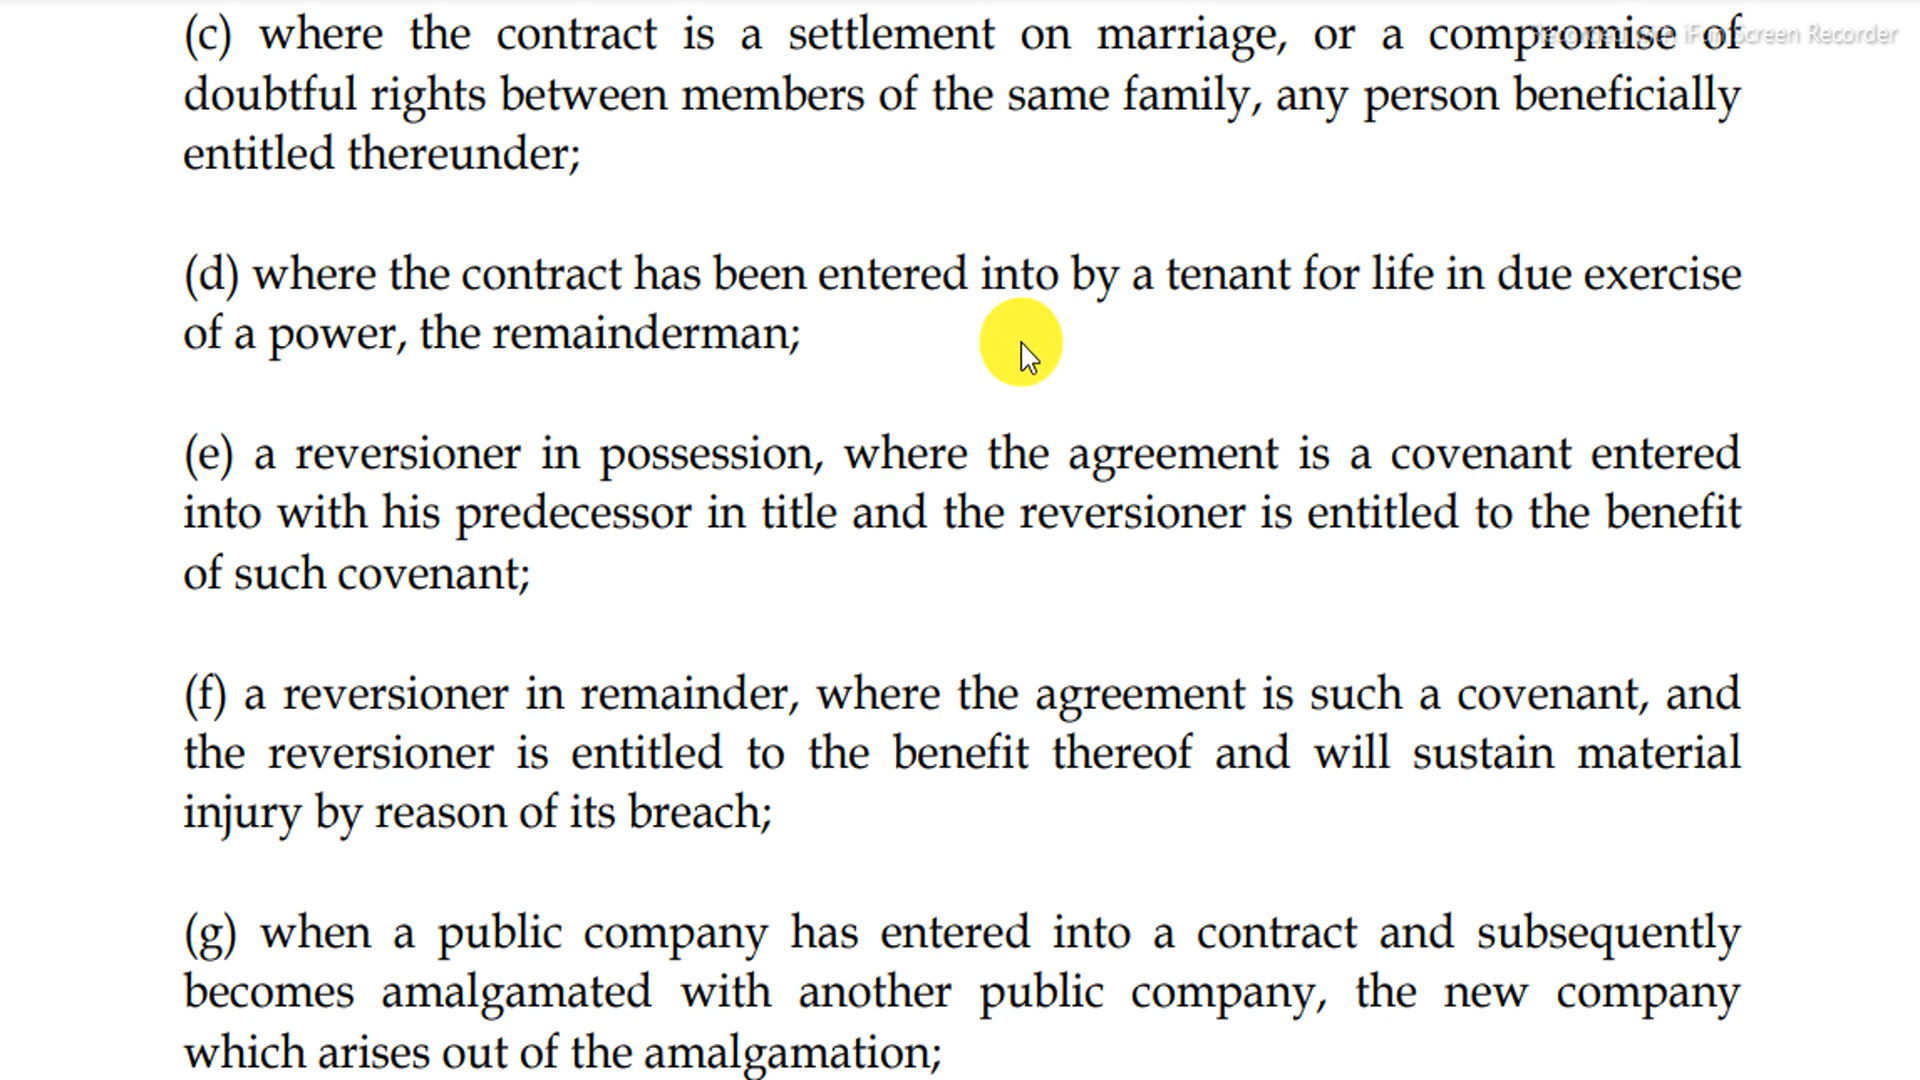 (c) where the contract is a settlement on marriage, or a compromise of
doubtful rights between members of the same family, any person beneficially
entitled thereunder;
(d) where the contract has been entered into by a tenant for life in due exercise
of a power, the remainderman;
(e) a reversioner in possession, where the agreement is a covenant entered
into with his predecessor in title and the reversioner is entitled to the benefit
of such covenant;
(f) a reversioner in remainder, where the agreement is such a covenant, and
the reversioner is entitled to the benefit thereof and will sustain material
injury by reason of its breach;
(g) when a public company has entered into a contract and subsequently
becomes amalgamated with another public company, the new company
which arises out of the amalgamation;
Recorded with iFun Screen Recorder